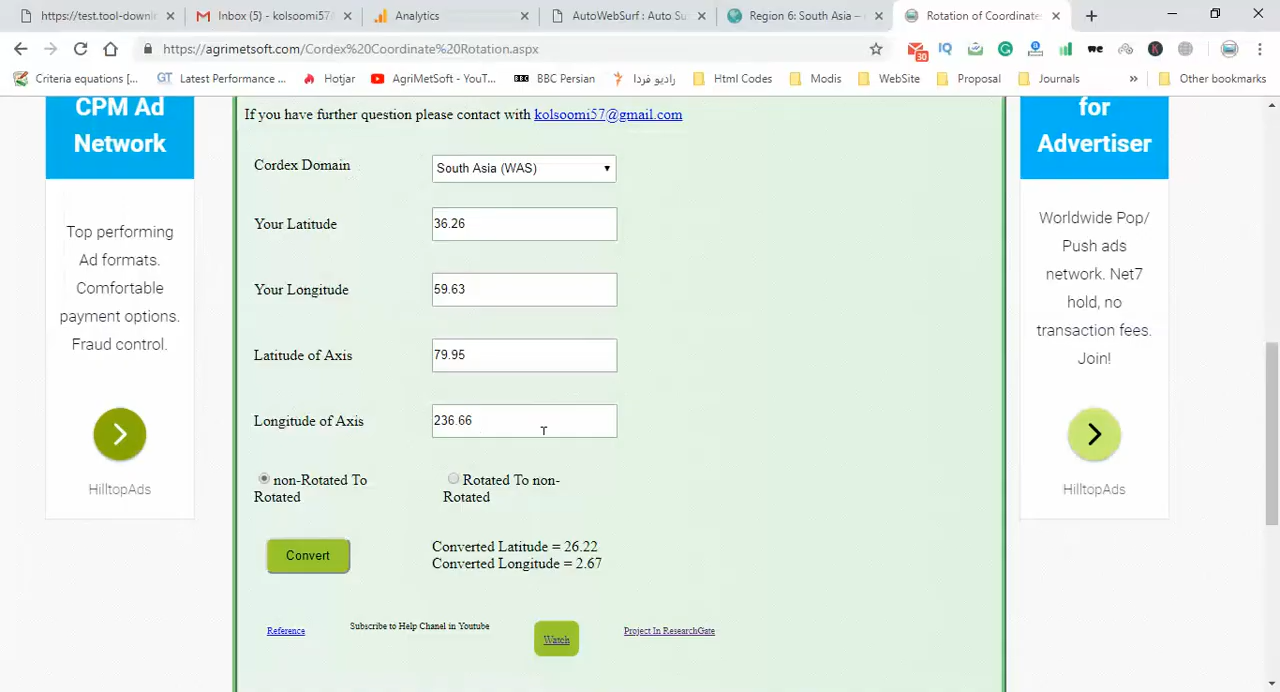 https://test.tool-downl
Inbox (5) - kolsoomi57
Analytics
AutoWebSurf : Auto Su
Region 6: South Asia –
Rotation of Coordinate
https://agrimetsoft.com/Cordex%20Coordinate%20Rotation.aspx
30
IQ
Criteria equations [...
GT Latest Performance ...
Hotjar
AgriMetSoft - YouT...
BBC BBC Persian
راديو فردا
Html Codes
Modis
WebSite
Proposal
Journals
»
Other bookmarks
CPM Ad
Network
Top performing
Ad formats.
Comfortable
payment options.
Fraud control.
HilltopAds
If you have further question please contact with kolsoomi57@gmail.com
Cordex Domain South Asia (WAS)
Your Latitude 36.26
Your Longitude 59.63
Latitude of Axis 79.95
Longitude of Axis 236.66
non-Rotated To
Rotated
Rotated To non-
Rotated
Convert
Converted Latitude = 26.22
Converted Longitude = 2.67
Reference
Subscribe to Help Chanel in Youtube
Watch
Project In ResearchGate
for
Advertiser
Worldwide Pop/
Push ads
network. Net7
hold, no
transaction fees.
Join!
HilltopAds